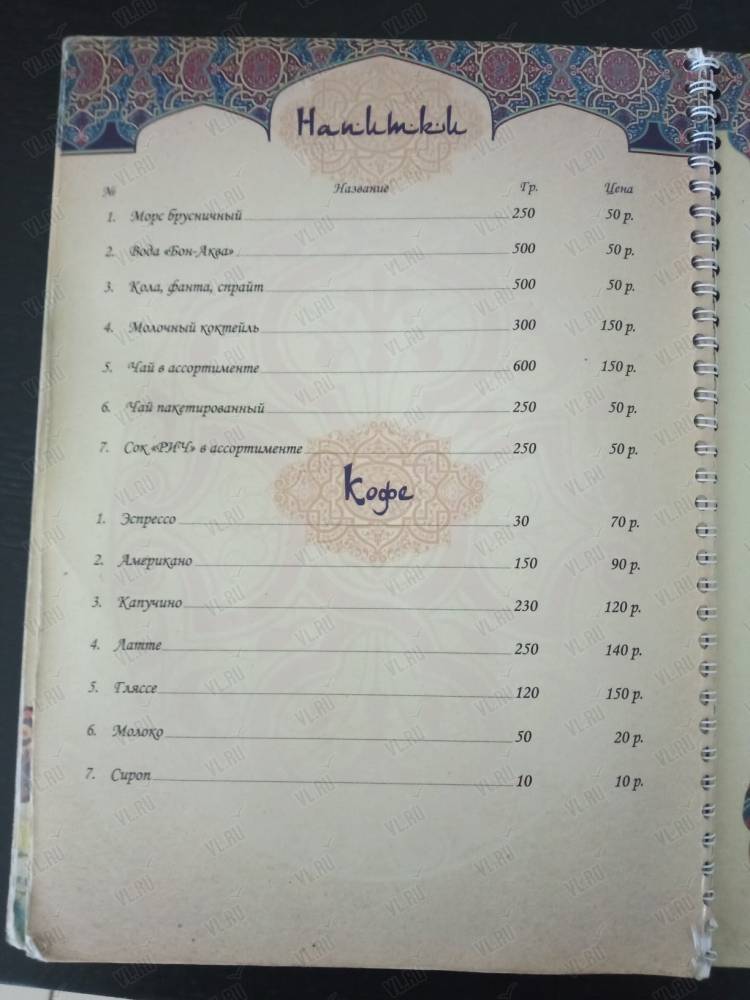 Напитки
№ Название Гр. Цена
1. Морс брусничный 250 50 р.
2. Вода «Бон-Аква» 500 50 р.
3. Кола, фанта, спрайт 500 50 р.
4. Молочный коктейль 300 150 р.
5. Чай в ассортименте 600 150 р.
6. Чай пакетированный 250 50 р.
7. Сок «РИЧ» в ассортименте 250 50 р.
Кофе
1. Эспрессо 30 70 р.
2. Американо 150 90 р.
3. Капучино 230 120 р.
4. Латте 250 140 р.
5. Гляссе 120 150 р.
6. Молоко 50 20 р.
7. Сироп 10 10 р.
VL.RU